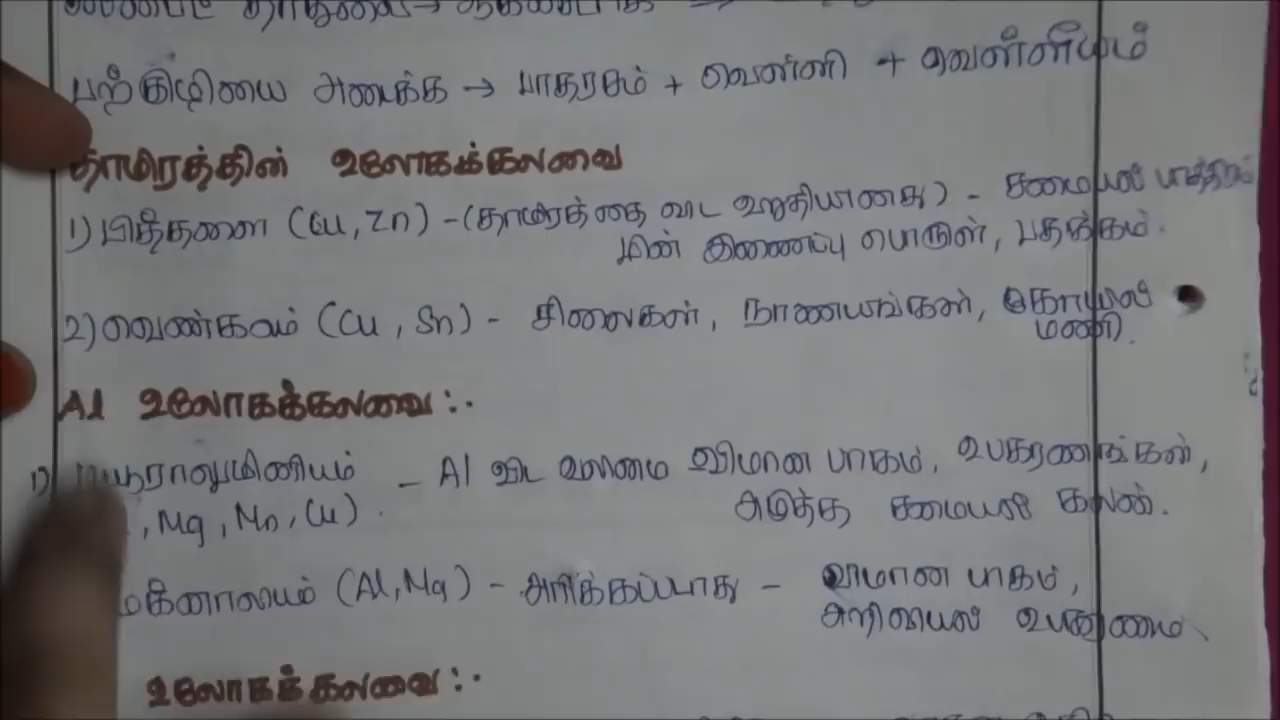 பற்குழியை அடைக்க → பாதரசம் + வெள்ளி + வெள்ளீயம்
தாமிரத்தின் உலோகக்கலவை
1) பித்தளை (Cu, Zn) - (தாமிரத்தை விட உறுதியானது) - சமையல் பாத்திரம்
மின் இணைப்பு பொருள், பதக்கம்.
2) வெண்கலம் (Cu, Sn) - சிலைகள், நாணயங்கள், கோயில்
மணி.
Al உலோகக்கலவை :-
1) டியூராலுமினியம் - Al விட வலிமை விமான பாகம், உபகரணங்கள்,
, Mg, Mn, Cu). அழுத்த சமையல் கலன்.
மக்னாலியம் (Al, Mg) - அரிக்கப்படாது - விமான பாகம்,
அறிவியல்
உலோகக்கலவை :-